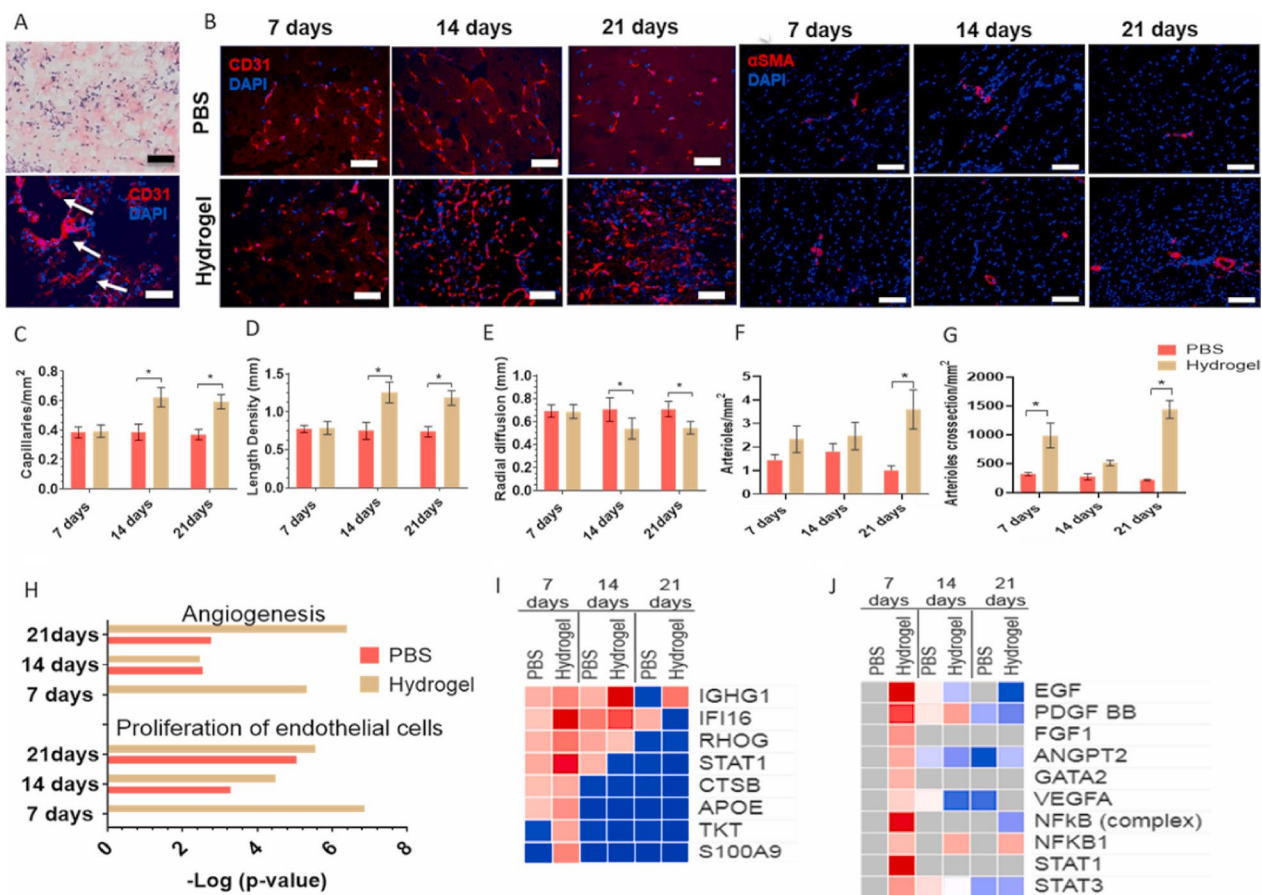 A
B
7 days
14 days
21 days
7 days
14 days
21 days
CD31
DAPI
αSMA
DAPI
PBS
CD31
DAPI
Hydrogel
C
Capillaries/mm²
0.8
0.6
0.4
0.2
0.0
*
*
7 days
14 days
21days
D
Length Density (mm)
1.5
1.0
0.5
0.0
*
*
7 days
14 days
21days
E
Radial diffusion (mm)
1.0
0.8
0.6
0.4
0.2
0.0
*
*
7 days
14 days
21 days
F
Arterioles/mm²
5
4
3
2
1
0
*
7 days
14 days
21 days
G
PBS
Hydrogel
Arterioles crossection/mm²
2000
1500
1000
500
0
*
*
7 days
14 days
21 days
H
Angiogenesis
21days
14 days
7 days
PBS
Hydrogel
Proliferation of endothelial cells
21days
14 days
7 days
0 2 4 6 8
-Log (p-value)
I
7 days
14 days
21 days
PBS
Hydrogel
PBS
Hydrogel
PBS
Hydrogel
IGHG1
IFI16
RHOG
STAT1
CTSB
APOE
TKT
S100A9
J
7 days
14 days
21 days
PBS
Hydrogel
PBS
Hydrogel
PBS
Hydrogel
EGF
PDGF BB
FGF1
ANGPT2
GATA2
VEGFA
NFkB (complex)
NFKB1
STAT1
STAT3